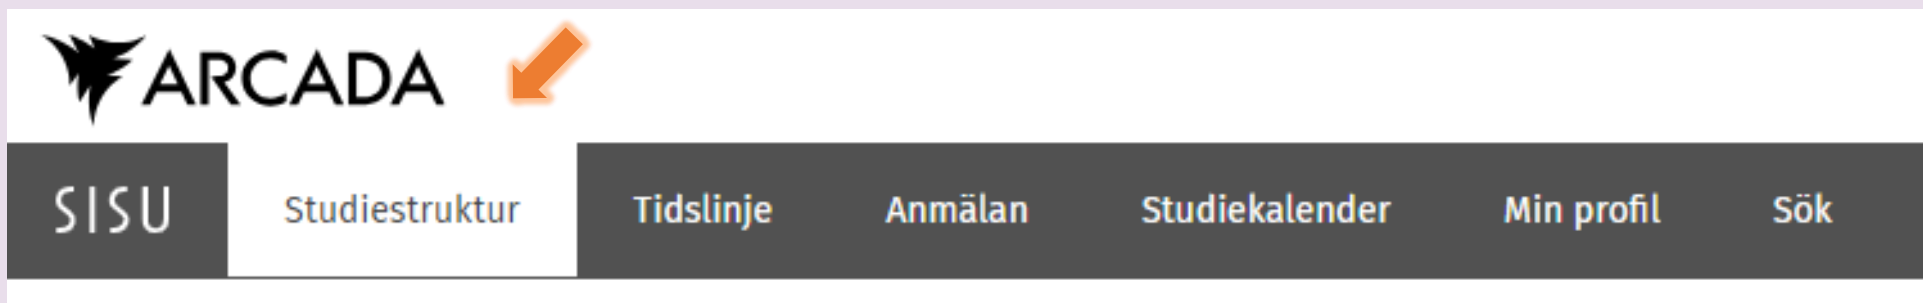 ARCADA
SISU Studiestruktur Tidslinje Anmälan Studiekalender Min profil Sök